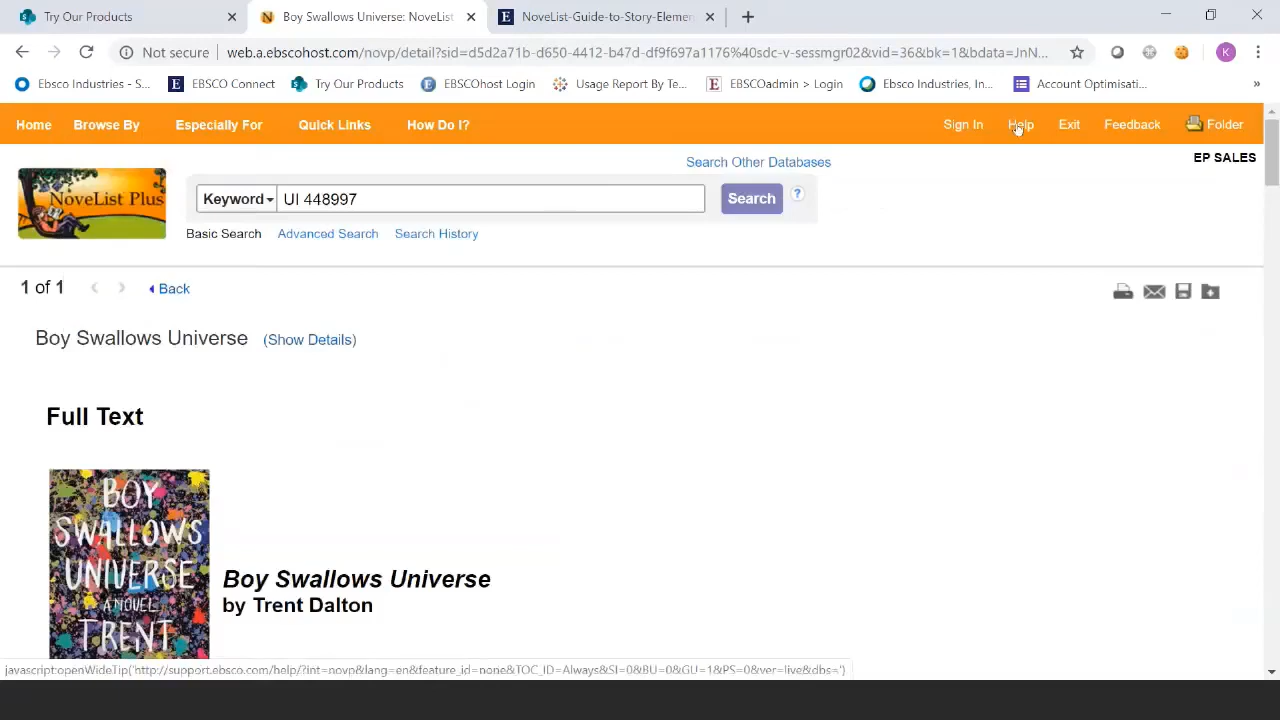 Try Our Products
Boy Swallows Universe: NoveList
NoveList-Guide-to-Story-Elemen
Not secure
web.a.ebscohost.com/novp/detail?sid=d5d2a71b-d650-4412-b47d-df9f697a1176%40sdc-v-sessmgr02&vid=36&bk=1&bdata=JnN...
K
Ebsco Industries - S...
EBSCO Connect
Try Our Products
EBSCOhost Login
Usage Report By Te...
EBSCOadmin > Login
Ebsco Industries, In...
Account Optimisati...
»
Home
Browse By
Especially For
Quick Links
How Do I?
Sign In
Help
Exit
Feedback
Folder
Search Other Databases
EP SALES
NoveList Plus
Keyword
UI 448997
Search
?
Basic Search
Advanced Search
Search History
1 of 1
Back
Boy Swallows Universe (Show Details)
Full Text
BOY
SWALLOWS
UNIVERSE
A NOVEL
TRENT
Boy Swallows Universe
by Trent Dalton
javascript:openWideTip('http://support.ebsco.com/help/?int=novp&lang=en&feature_id=none&TOC_ID=Always&SI=0&BU=0&GU=1&PS=0&ver=live&dbs=')